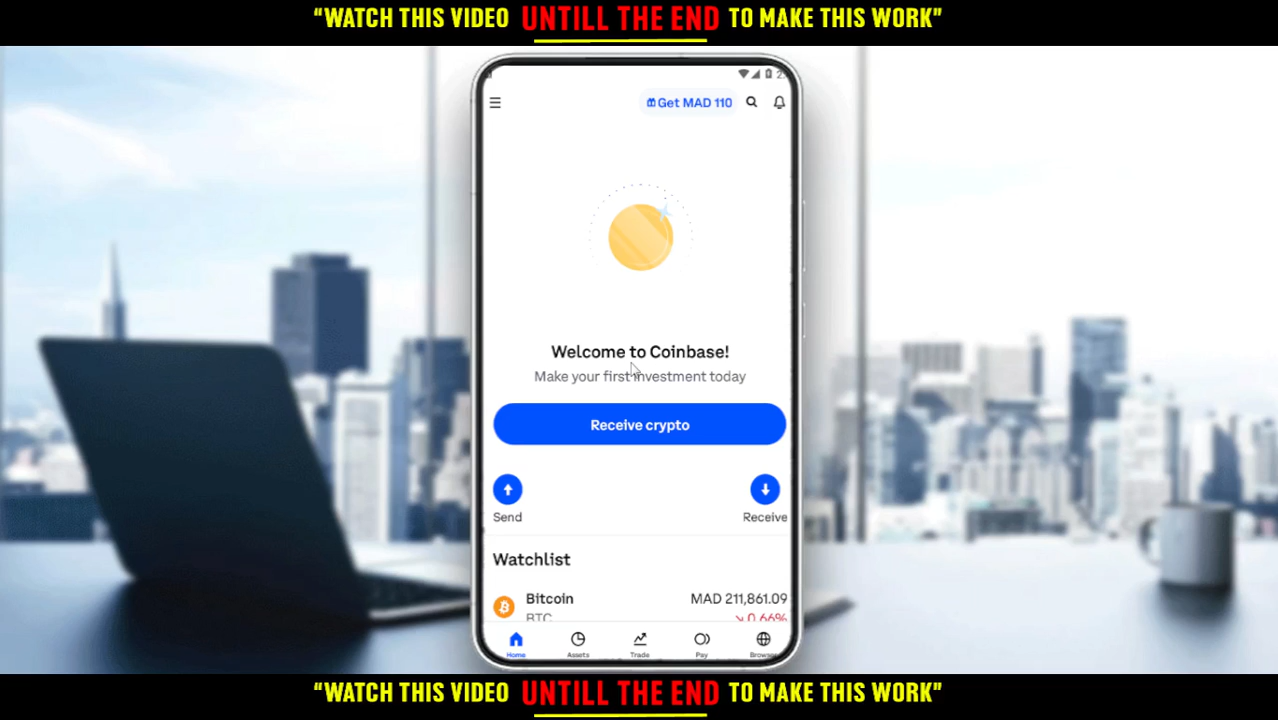 “WATCH THIS VIDEO UNTILL THE END TO MAKE THIS WORK”
Get MAD 110
Welcome to Coinbase!
Make your first investment today
Receive crypto
Send
Receive
Watchlist
Bitcoin
MAD 211,861.09
BTC
↘ 0.66%
Home
Assets
Trade
Pay
“WATCH THIS VIDEO UNTILL THE END TO MAKE THIS WORK”